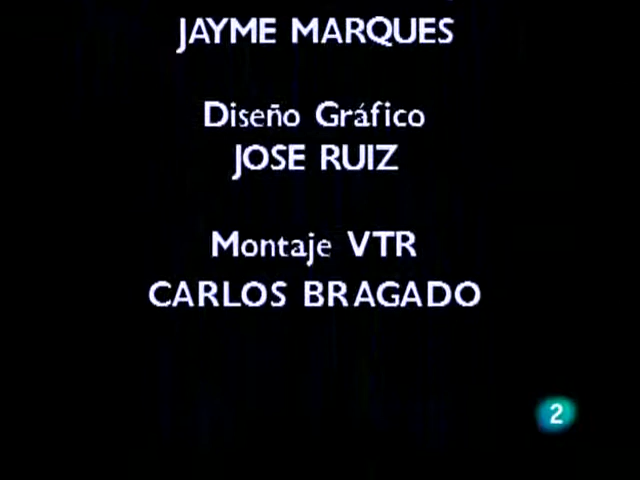 JAYME MARQUES
Diseño Gráfico
JOSE RUIZ
Montaje VTR
CARLOS BRAGADO
2